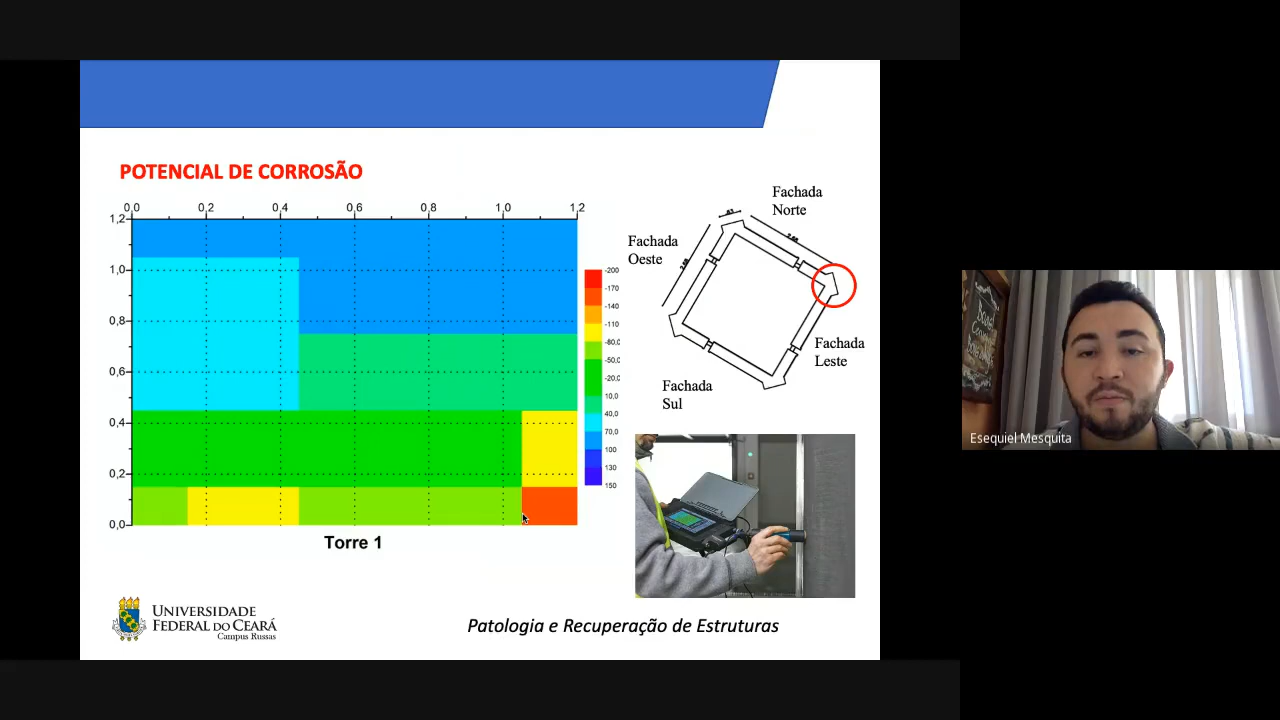 POTENCIAL DE CORROSÃO
0,0 0,2 0,4 0,6 0,8 1,0 1,2
1,2
1,0
0,8
0,6
0,4
0,2
0,0
-200
-170
-140
-110
-80,0
-50,0
-20,0
10,0
40,0
70,0
100
130
150
Torre 1
Fachada
Norte
Fachada
Oeste
Fachada
Leste
Fachada
Sul
UNIVERSIDADE
FEDERAL DO CEARÁ
Campus Russas
Patologia e Recuperação de Estruturas
Esequiel Mesquita